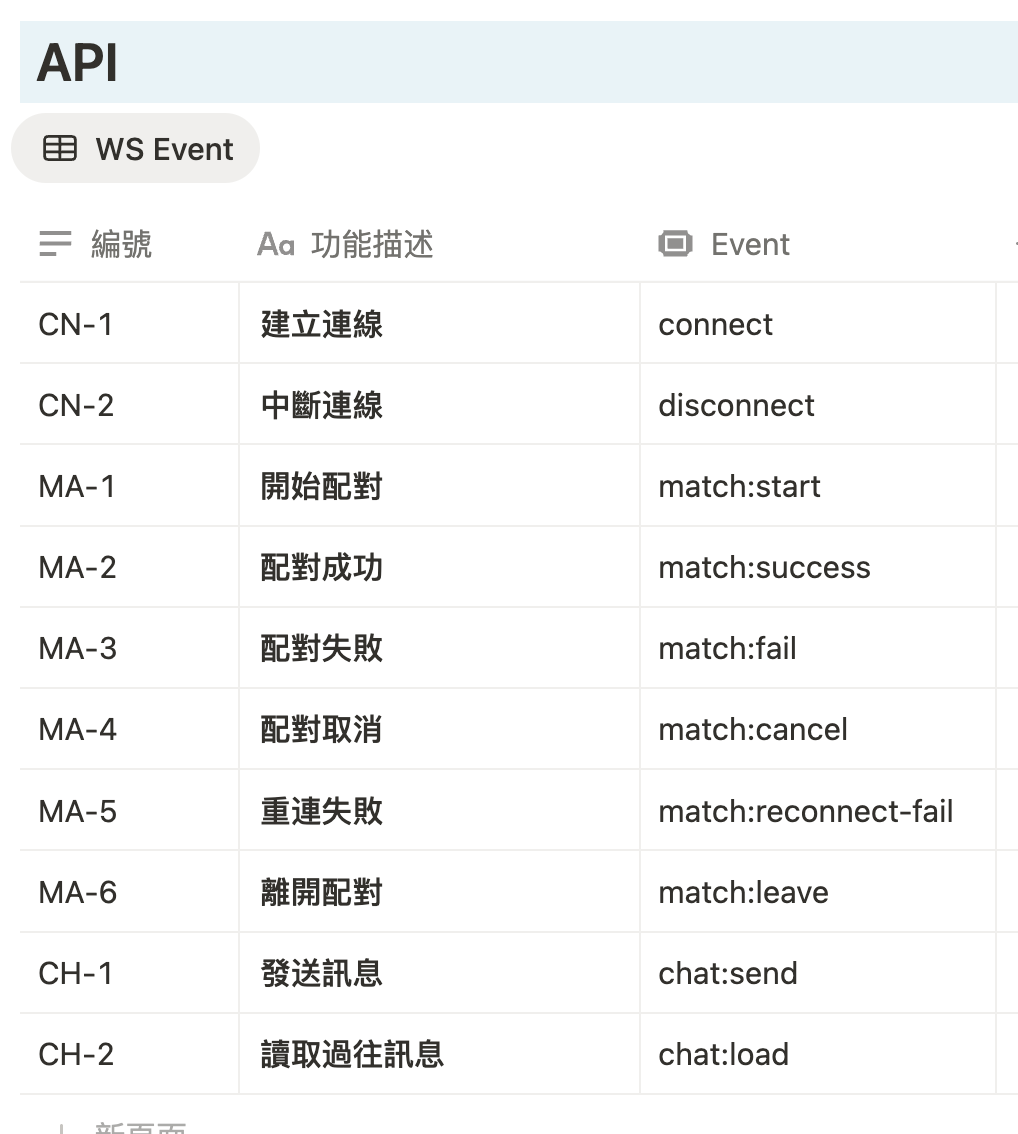 API
WS Event
編號 Aa 功能描述 Event
CN-1 建立連線 connect
CN-2 中斷連線 disconnect
MA-1 開始配對 match:start
MA-2 配對成功 match:success
MA-3 配對失敗 match:fail
MA-4 配對取消 match:cancel
MA-5 重連失敗 match:reconnect-fail
MA-6 離開配對 match:leave
CH-1 發送訊息 chat:send
CH-2 讀取過往訊息 chat:load